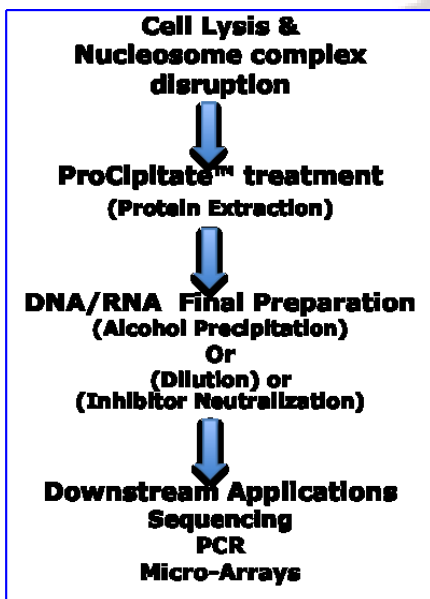 Cell Lysis &
Nucleosome complex
disruption
ProCipitate™ treatment
(Protein Extraction)
DNA/RNA Final Preparation
(Alcohol Precipitation)
Or
(Dilution) or
(Inhibitor Neutralization)
Downstream Applications
Sequencing
PCR
Micro-Arrays